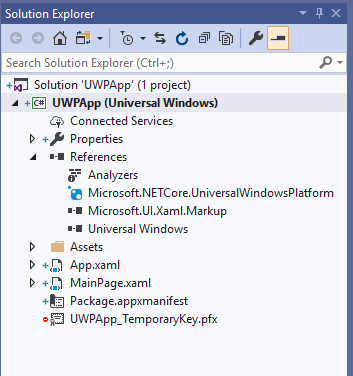 Solution Explorer
Search Solution Explorer (Ctrl+;)
Solution 'UWPApp' (1 project)
C# UWPApp (Universal Windows)
Connected Services
Properties
References
Analyzers
Microsoft.NETCore.UniversalWindowsPlatform
Microsoft.UI.Xaml.Markup
Universal Windows
Assets
App.xaml
MainPage.xaml
Package.appxmanifest
UWPApp_TemporaryKey.pfx